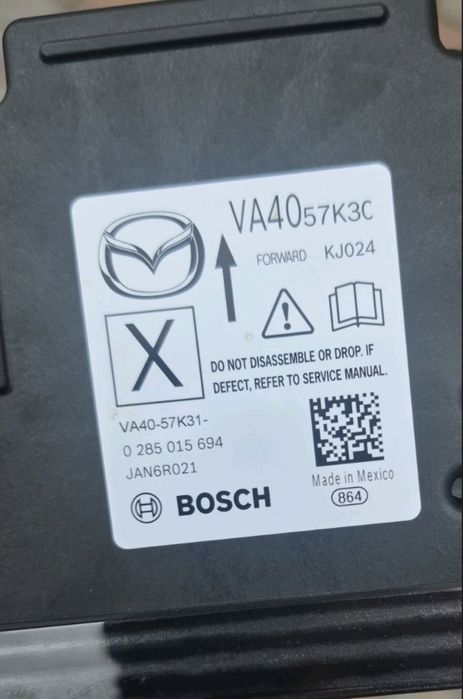 VA4057K3C
FORWARD KJ024
X
DO NOT DISASSEMBLE OR DROP. IF
DEFECT, REFER TO SERVICE MANUAL.
VA40-57K31-
0 285 015 694
JAN6R021
Made in Mexico
864
BOSCH